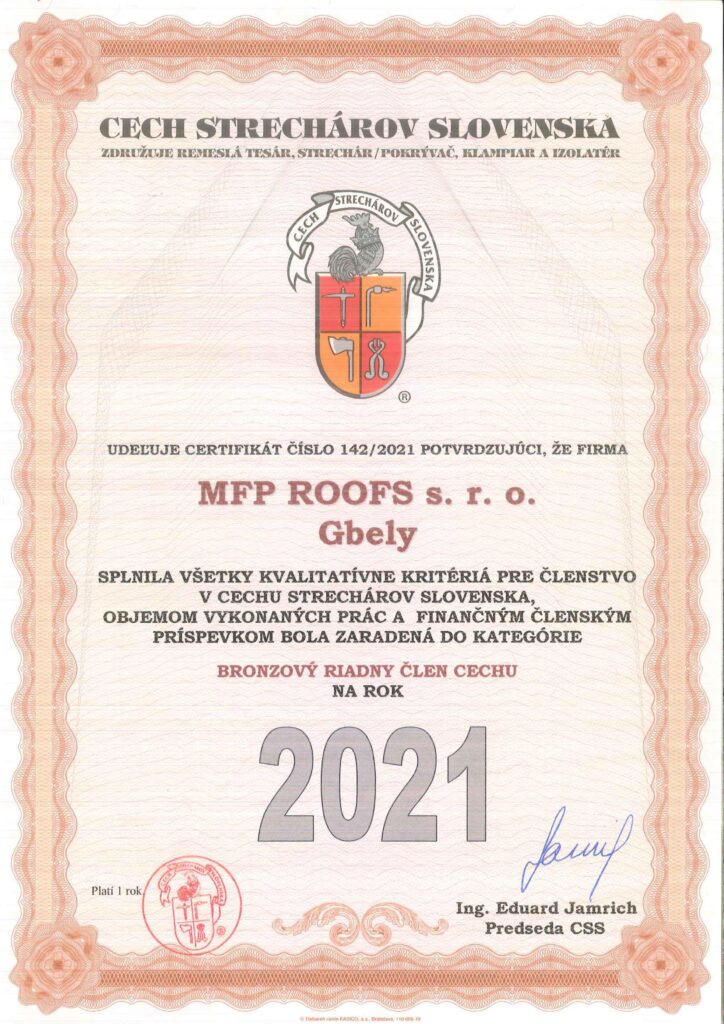 CECH STRECHÁROV SLOVENSKA
ZDRUŽUJE REMESLÁ TESÁR, STRECHÁR/POKRÝVAČ, KLAMPIAR A IZOLATÉR
CECH STRECHÁROV SLOVENSKA
®
UDEĽUJE CERTIFIKÁT ČÍSLO 142/2021 POTVRDZUJÚCI, ŽE FIRMA
MFP ROOFS s. r. o.
Gbely
SPLNILA VŠETKY KVALITATÍVNE KRITÉRIÁ PRE ČLENSTVO
V CECHU STRECHÁROV SLOVENSKA,
OBJEMOM VYKONANÝCH PRÁC A FINANČNÝM ČLENSKÝM
PRÍSPEVKOM BOLA ZARADENÁ DO KATEGÓRIE
BRONZOVÝ RIADNY ČLEN CECHU
NA ROK
2021
Platí 1 rok
CECH STRECHÁROV SLOVENSKA
®
Ing. Eduard Jamrich
Predseda CSS